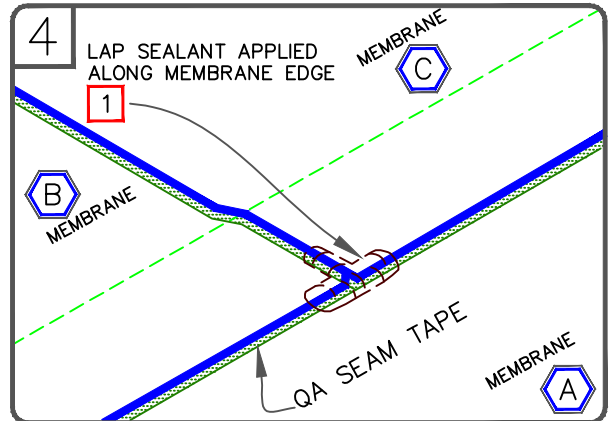 4
LAP SEALANT APPLIED
ALONG MEMBRANE EDGE
1
MEMBRANE
C
B
MEMBRANE
QA SEAM TAPE
MEMBRANE
A